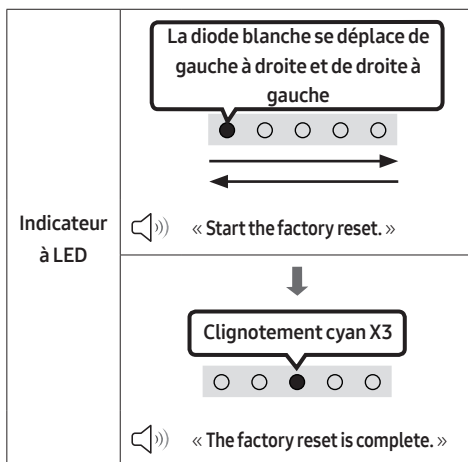 La diode blanche se déplace de
gauche à droite et de droite à
gauche
Indicateur
à LED
« Start the factory reset. »
Clignotement cyan X3
« The factory reset is complete. »